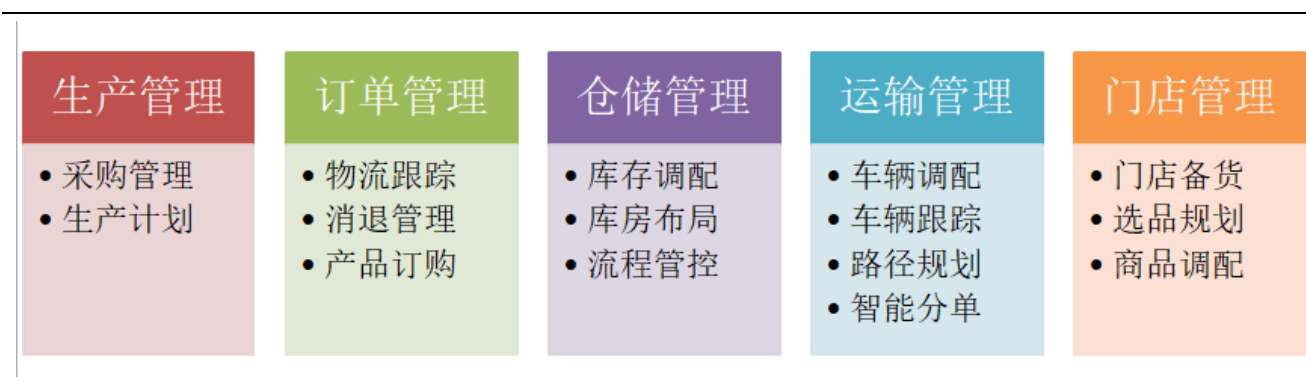 生产管理
• 采购管理
• 生产计划
订单管理
• 物流跟踪
• 消退管理
• 产品订购
仓储管理
• 库存调配
• 库房布局
• 流程管控
运输管理
• 车辆调配
• 车辆跟踪
• 路径规划
• 智能分单
门店管理
• 门店备货
• 选品规划
• 商品调配